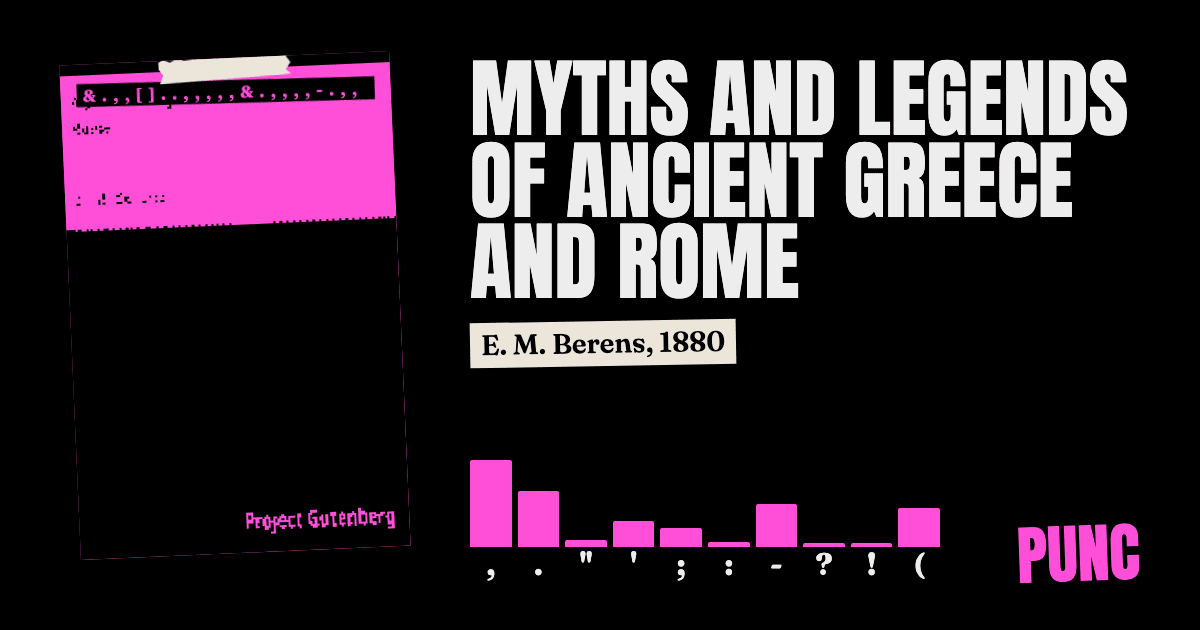 & . , , [ ] . . , , , , , & . , , , , - . , ,
Project Gutenberg
MYTHS AND LEGENDS
OF ANCIENT GREECE
AND ROME
E. M. Berens, 1880
, . " ' ; : - ? ! (
PUNC